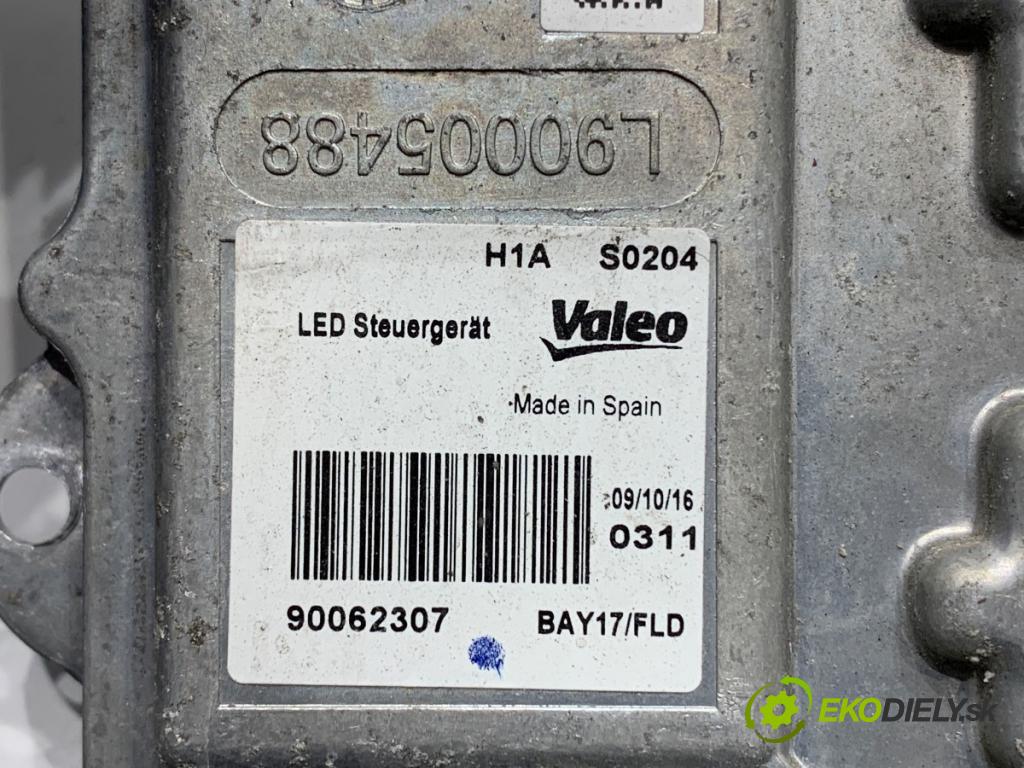 L90005488
H1A S0204
LED Steuergerät
Valeo
Made in Spain
09/10/16
0311
90062307
BAY17/FLD
EKODIELY.sk